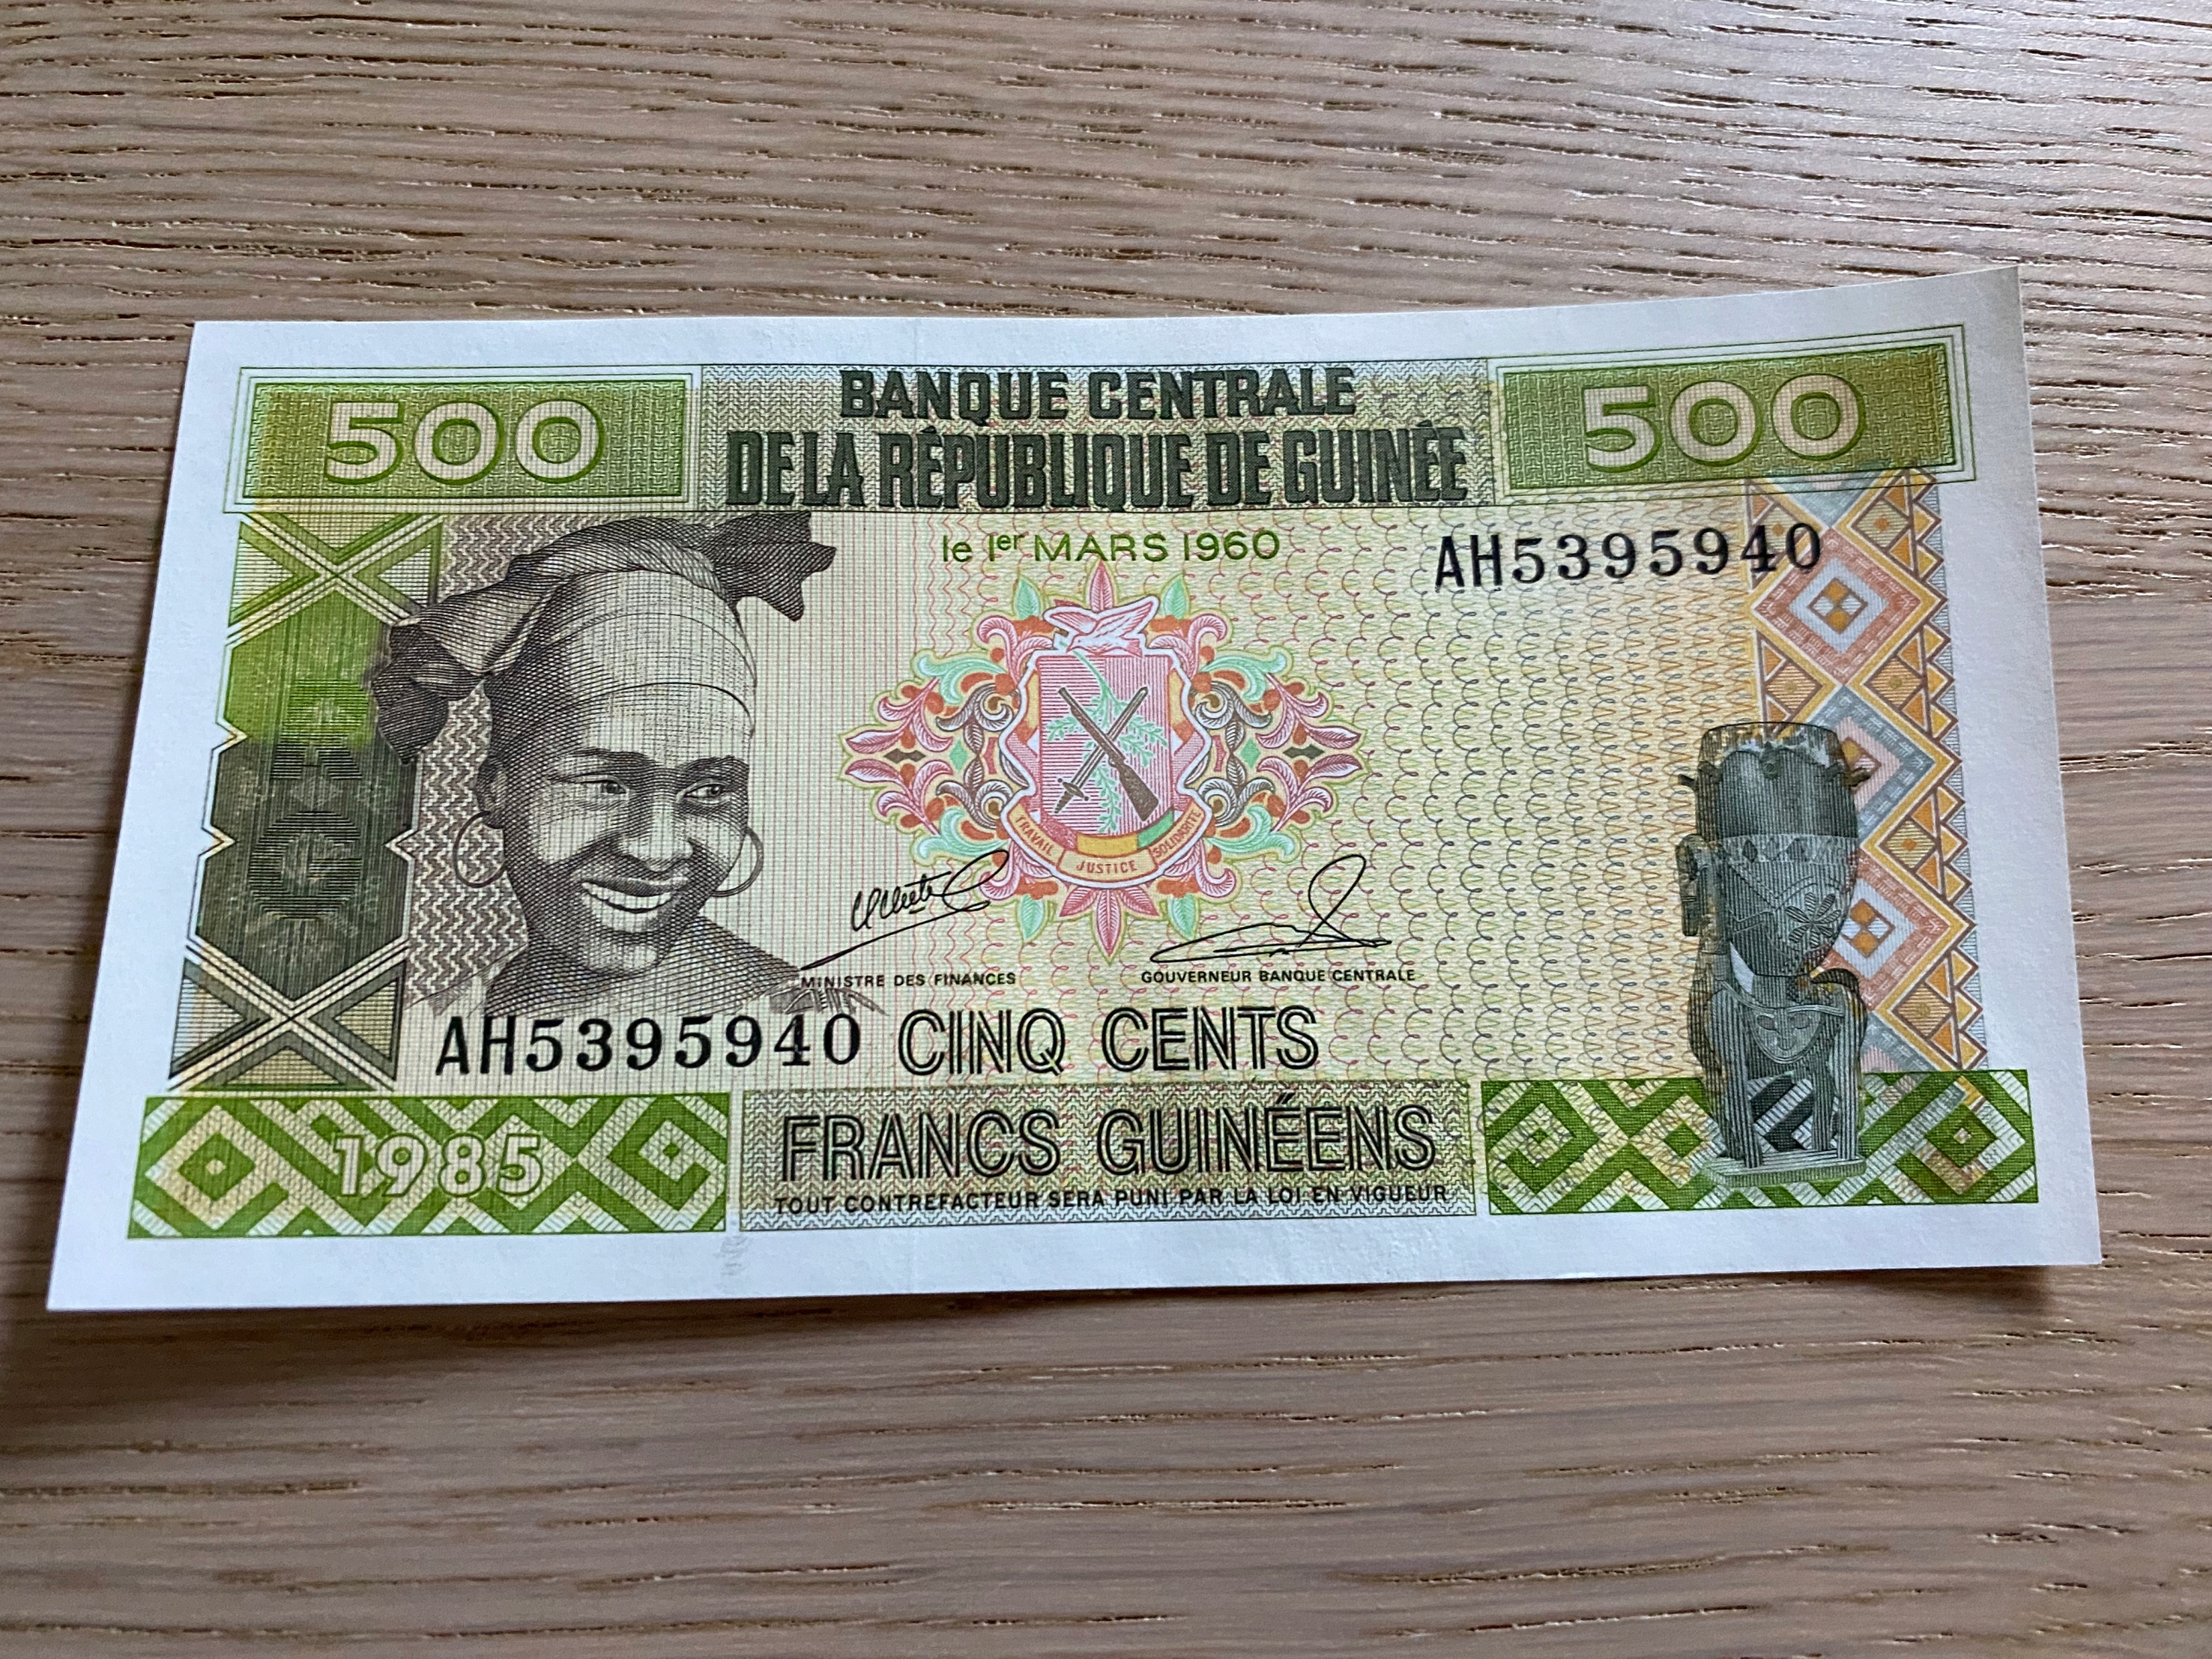 500
BANQUE CENTRALE
DE LA RÉPUBLIQUE DE GUINÉE
500
le 1er MARS 1960
AH5395940
TRAVAIL JUSTICE SOLIDARITÉ
MINISTRE DES FINANCES
GOUVERNEUR BANQUE CENTRALE
AH5395940
CINQ CENTS
1985
FRANCS GUINÉENS
TOUT CONTREFACTEUR SERA PUNI PAR LA LOI EN VIGUEUR